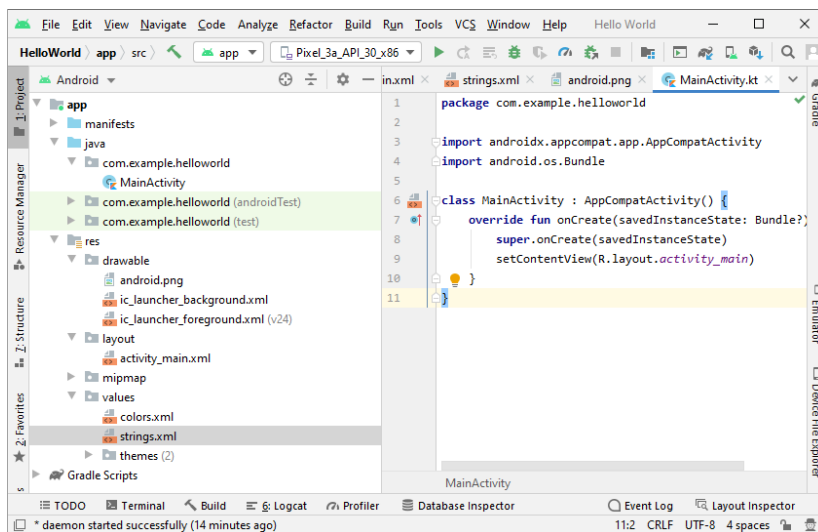 File Edit View Navigate Code Analyze Refactor Build Run Tools VCS Window Help Hello World
HelloWorld app src app Pixel_3a_API_30_x86
Android
in.xml strings.xml android.png MainActivity.kt
1: Project
Resource Manager
7: Structure
2: Favorites
app
manifests
java
com.example.helloworld
MainActivity
com.example.helloworld (androidTest)
com.example.helloworld (test)
res
drawable
android.png
ic_launcher_background.xml
ic_launcher_foreground.xml (v24)
layout
activity_main.xml
mipmap
values
colors.xml
strings.xml
themes (2)
Gradle Scripts
1 package com.example.helloworld
2
3 import androidx.appcompat.app.AppCompatActivity
4 import android.os.Bundle
5
6 class MainActivity : AppCompatActivity() {
7 override fun onCreate(savedInstanceState: Bundle?)
8 super.onCreate(savedInstanceState)
9 setContentView(R.layout.activity_main)
10 }
11 }
MainActivity
Gradle
Emulator
Device File Explorer
TODO Terminal Build 6: Logcat Profiler Database Inspector Event Log Layout Inspector
* daemon started successfully (14 minutes ago) 11:2 CRLF UTF-8 4 spaces